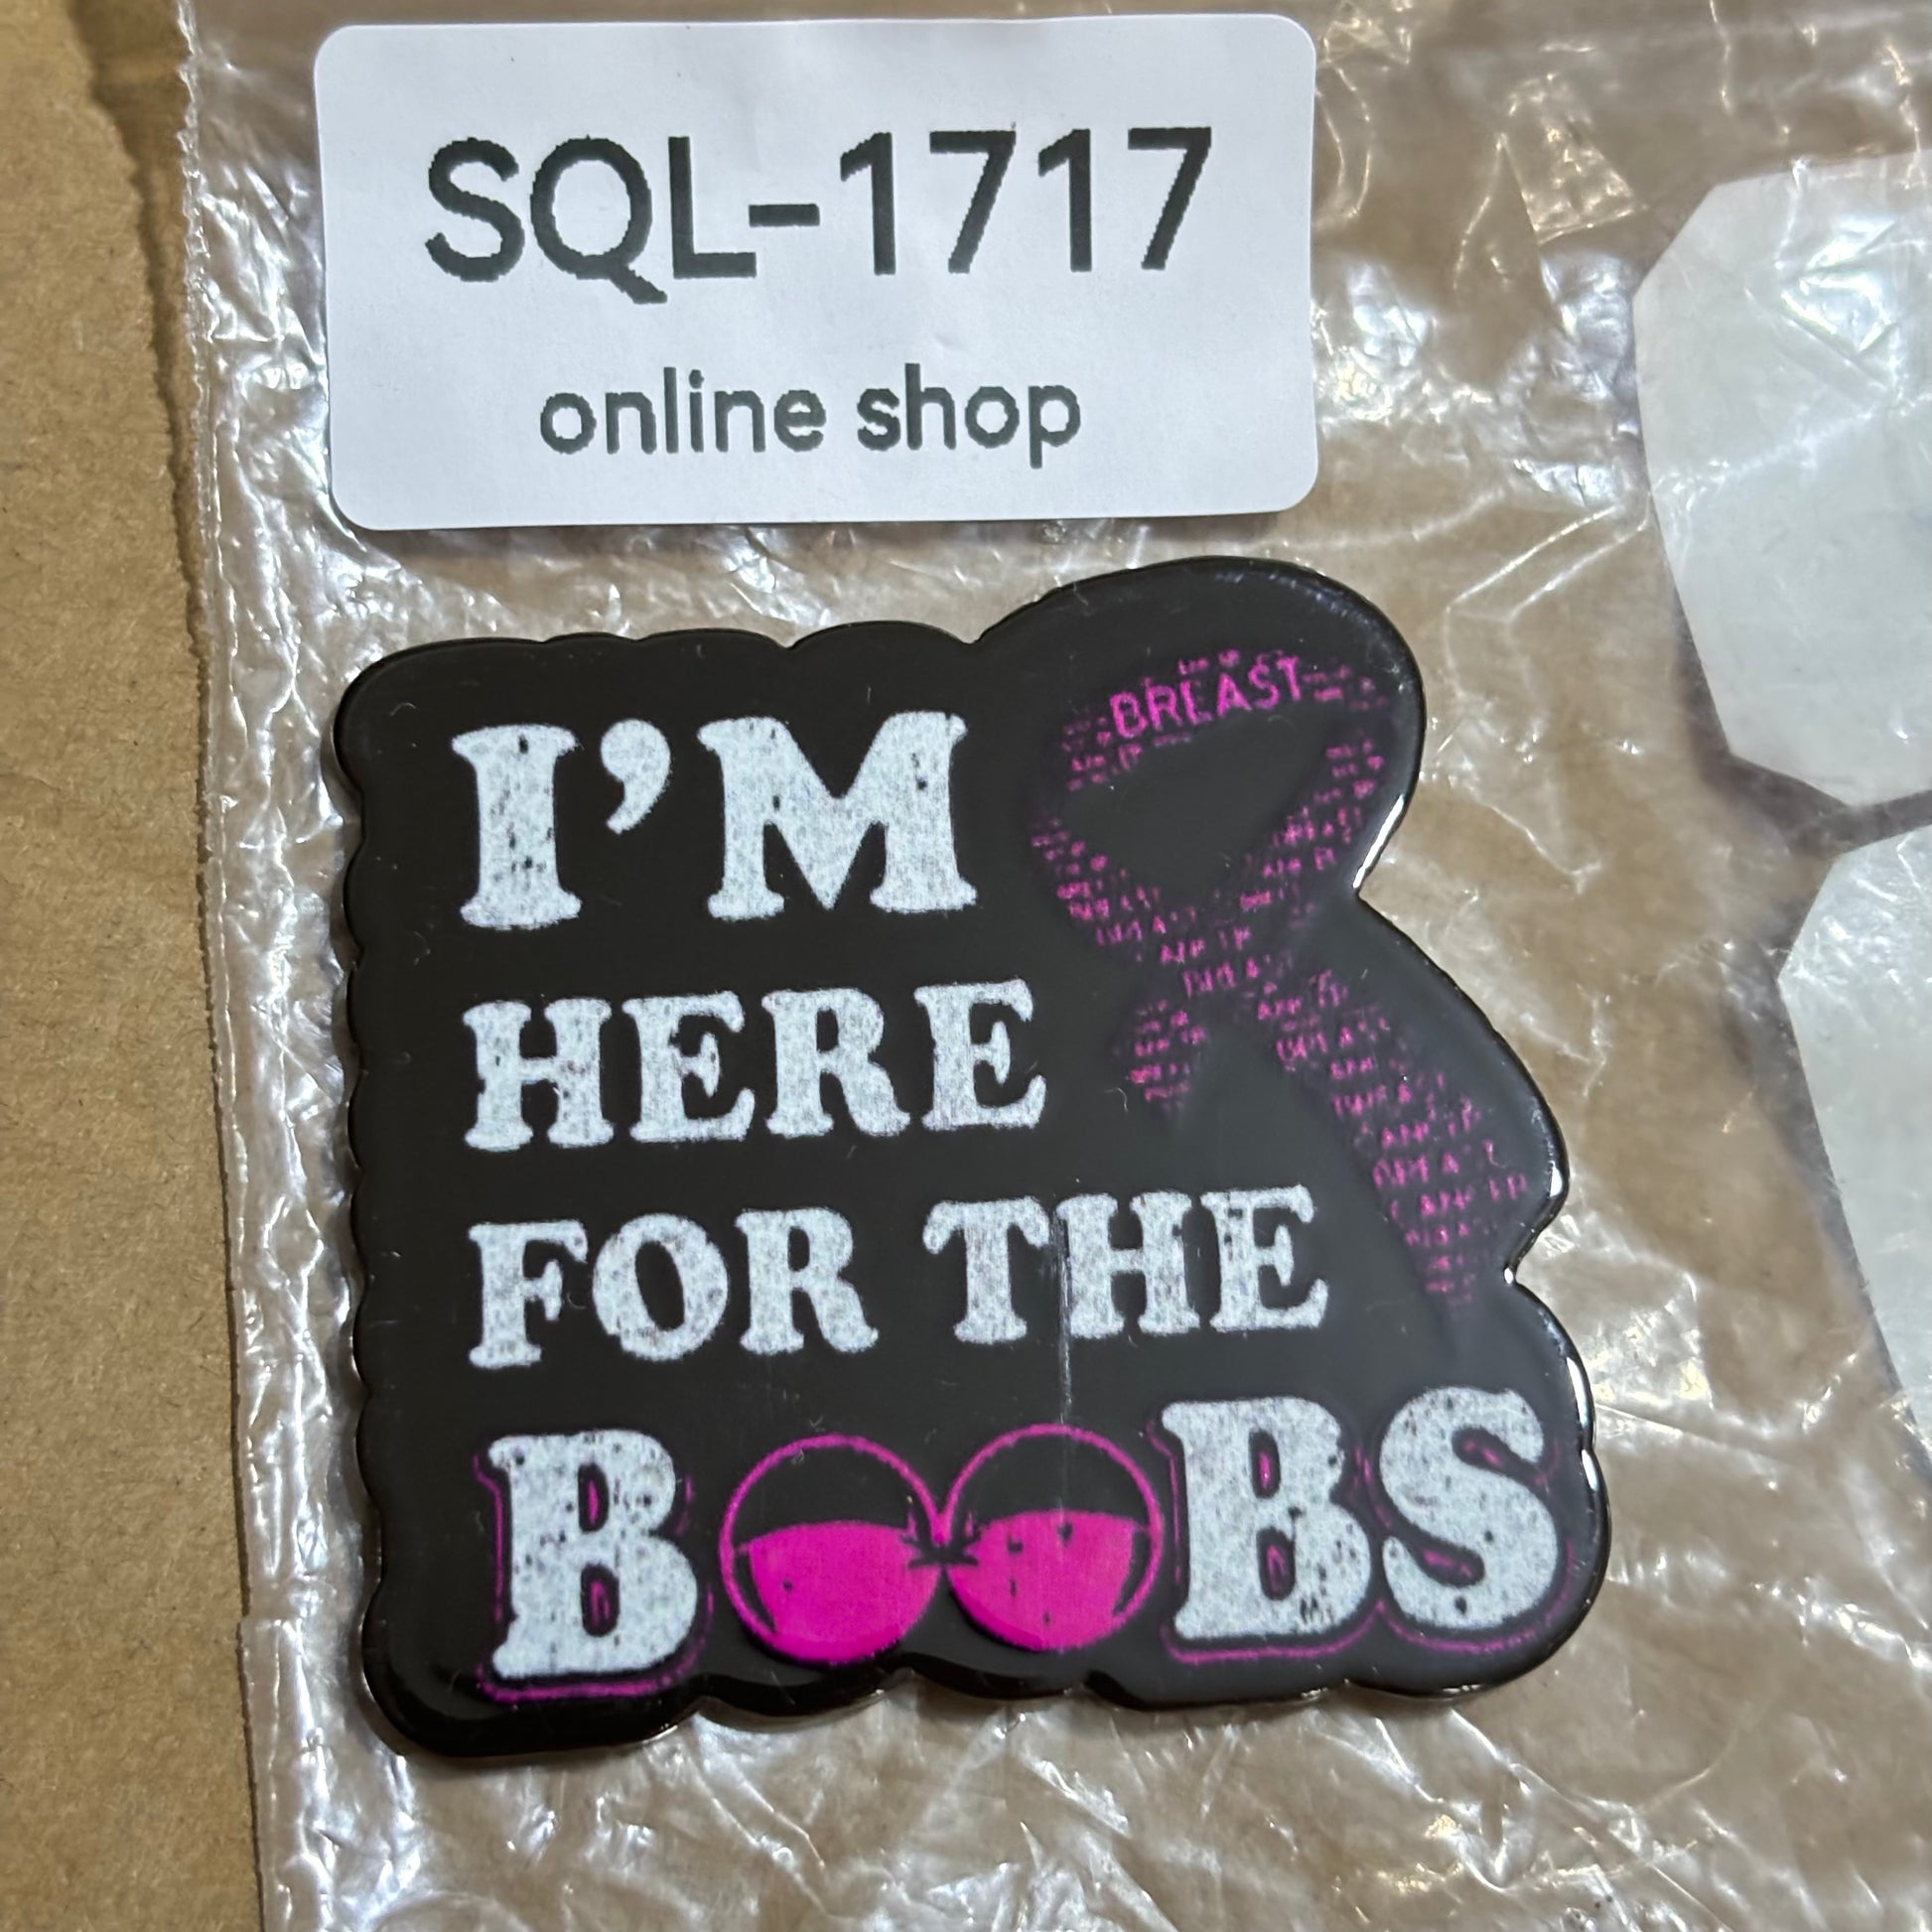 SQL-1717
online shop
BREAST
I'M
HERE
FOR THE
BOOBS